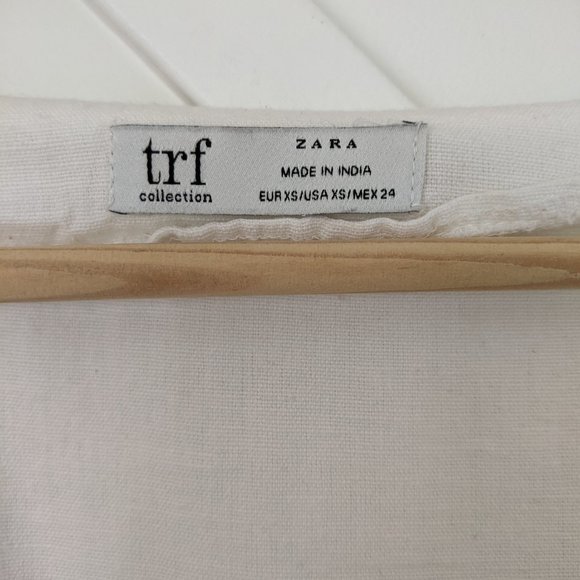 trf
collection
ZARA
MADE IN INDIA
EUR XS/USA XS/MEX 24